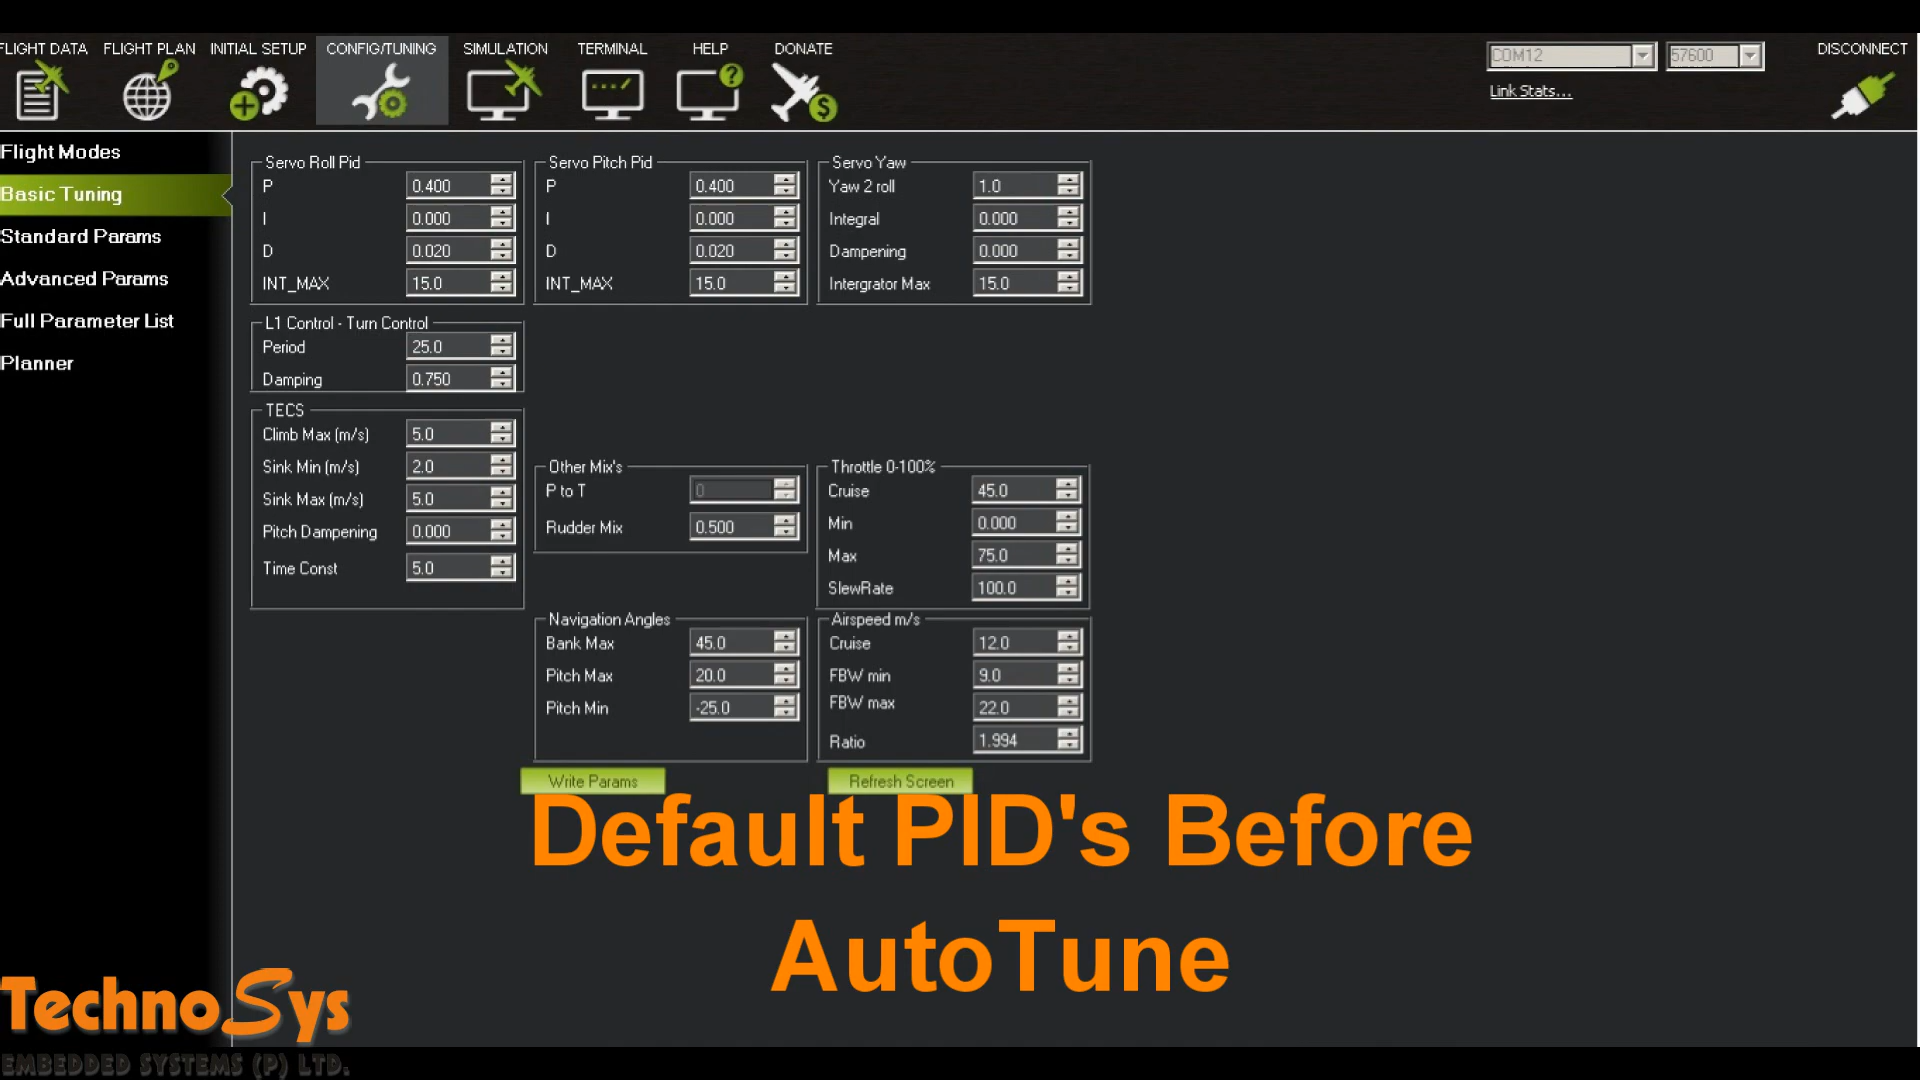 FLIGHT DATA FLIGHT PLAN INITIAL SETUP CONFIG/TUNING SIMULATION TERMINAL HELP DONATE COM12 57600 DISCONNECT
Link Stats...
Flight Modes
Basic Tuning
Standard Params
Advanced Params
Full Parameter List
Planner
Servo Roll Pid
P 0.400
I 0.000
D 0.020
INT_MAX 15.0
Servo Pitch Pid
P 0.400
I 0.000
D 0.020
INT_MAX 15.0
Servo Yaw
Yaw 2 roll 1.0
Integral 0.000
Dampening 0.000
Intergrator Max 15.0
L1 Control - Turn Control
Period 25.0
Damping 0.750
TECS
Climb Max (m/s) 5.0
Sink Min (m/s) 2.0
Sink Max (m/s) 5.0
Pitch Dampening 0.000
Time Const 5.0
Other Mix's
P to T 0
Rudder Mix 0.500
Throttle 0-100%
Cruise 45.0
Min 0.000
Max 75.0
SlewRate 100.0
Navigation Angles
Bank Max 45.0
Pitch Max 20.0
Pitch Min -25.0
Airspeed m/s
Cruise 12.0
FBW min 9.0
FBW max 22.0
Ratio 1.994
Write Params Refresh Screen
Default PID's Before
AutoTune
TechnoSys
EMBEDDED SYSTEMS (P) LTD.